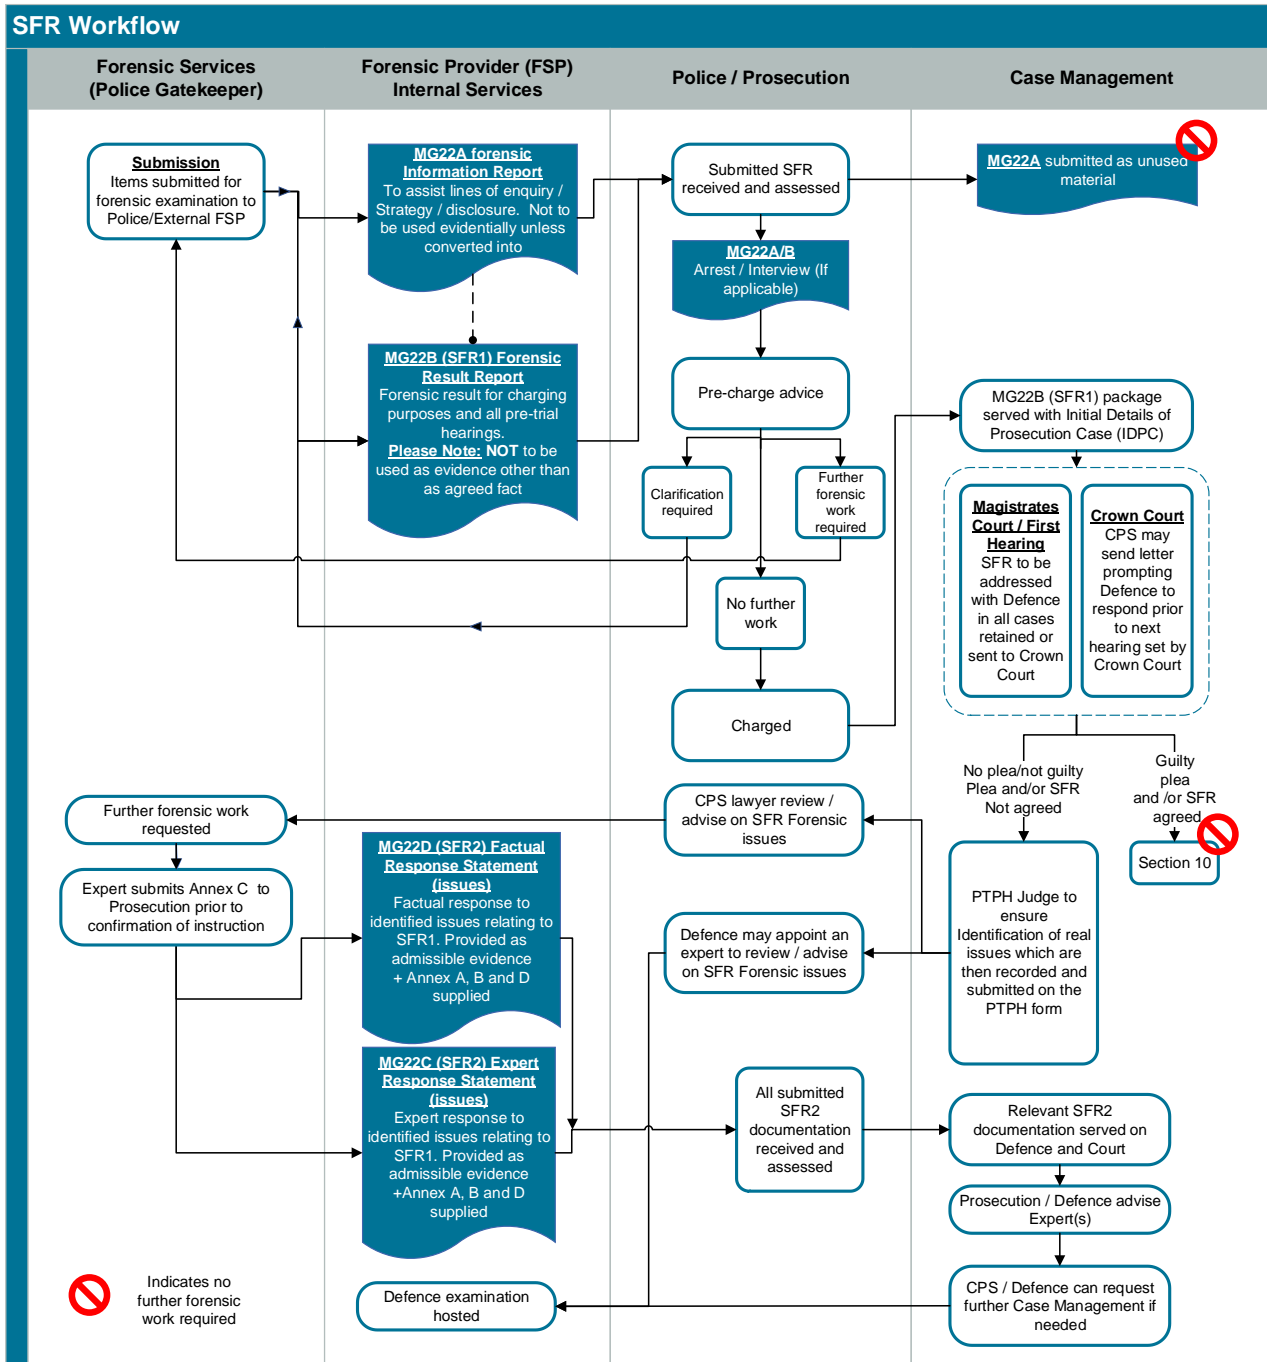 SFR Workflow
Forensic Services
(Police Gatekeeper)
Forensic Provider (FSP)
Internal Services
Police / Prosecution
Case Management
Submission
Items submitted for
forensic examination to
Police/External FSP
MG22A forensic
Information Report
To assist lines of enquiry /
Strategy / disclosure. Not to
be used evidentially unless
converted into
Submitted SFR
received and assessed
MG22A submitted as unused
material
MG22A/B
Arrest / Interview (If
applicable)
MG22B (SFR1) Forensic
Result Report
Forensic result for charging
purposes and all pre-trial
hearings.
Please Note: NOT to be
used as evidence other than
as agreed fact
Pre-charge advice
MG22B (SFR1) package
served with Initial Details of
Prosecution Case (IDPC)
Clarification
required
Further
forensic
work
required
Magistrates
Court / First
Hearing
SFR to be
addressed
with Defence
in all cases
retained or
sent to Crown
Court
Crown Court
CPS may
send letter
prompting
Defence to
respond prior
to next
hearing set by
Crown Court
No further
work
Charged
No plea/not guilty
Plea and/or SFR
Not agreed
Guilty
plea
and /or SFR
agreed
Further forensic work
requested
CPS lawyer review /
advise on SFR Forensic
issues
Section 10
Expert submits Annex C to
Prosecution prior to
confirmation of instruction
MG22D (SFR2) Factual
Response Statement
(issues)
Factual response to
identified issues relating to
SFR1. Provided as
admissible evidence
+ Annex A, B and D
supplied
Defence may appoint an
expert to review / advise
on SFR Forensic issues
PTPH Judge to
ensure
Identification of real
issues which are
then recorded and
submitted on the
PTPH form
MG22C (SFR2) Expert
Response Statement
(issues)
Expert response to
identified issues relating to
SFR1. Provided as
admissible evidence
+Annex A, B and D
supplied
All submitted
SFR2
documentation
received and
assessed
Relevant SFR2
documentation served on
Defence and Court
Prosecution / Defence advise
Expert(s)
Indicates no
further forensic
work required
Defence examination
hosted
CPS / Defence can request
further Case Management if
needed